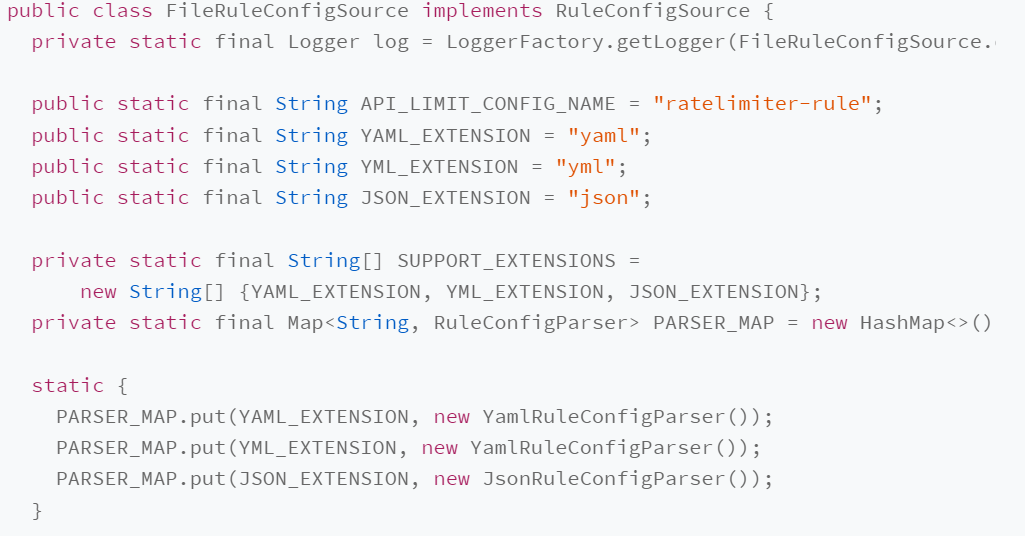 public class FileRuleConfigSource implements RuleConfigSource {
  private static final Logger log = LoggerFactory.getLogger(FileRuleConfigSource.
  public static final String API_LIMIT_CONFIG_NAME = "ratelimiter-rule";
  public static final String YAML_EXTENSION = "yaml";
  public static final String YML_EXTENSION = "yml";
  public static final String JSON_EXTENSION = "json";
  private static final String[] SUPPORT_EXTENSIONS =
      new String[] {YAML_EXTENSION, YML_EXTENSION, JSON_EXTENSION};
  private static final Map<String, RuleConfigParser> PARSER_MAP = new HashMap<>()
  static {
    PARSER_MAP.put(YAML_EXTENSION, new YamlRuleConfigParser());
    PARSER_MAP.put(YML_EXTENSION, new YamlRuleConfigParser());
    PARSER_MAP.put(JSON_EXTENSION, new JsonRuleConfigParser());
  }